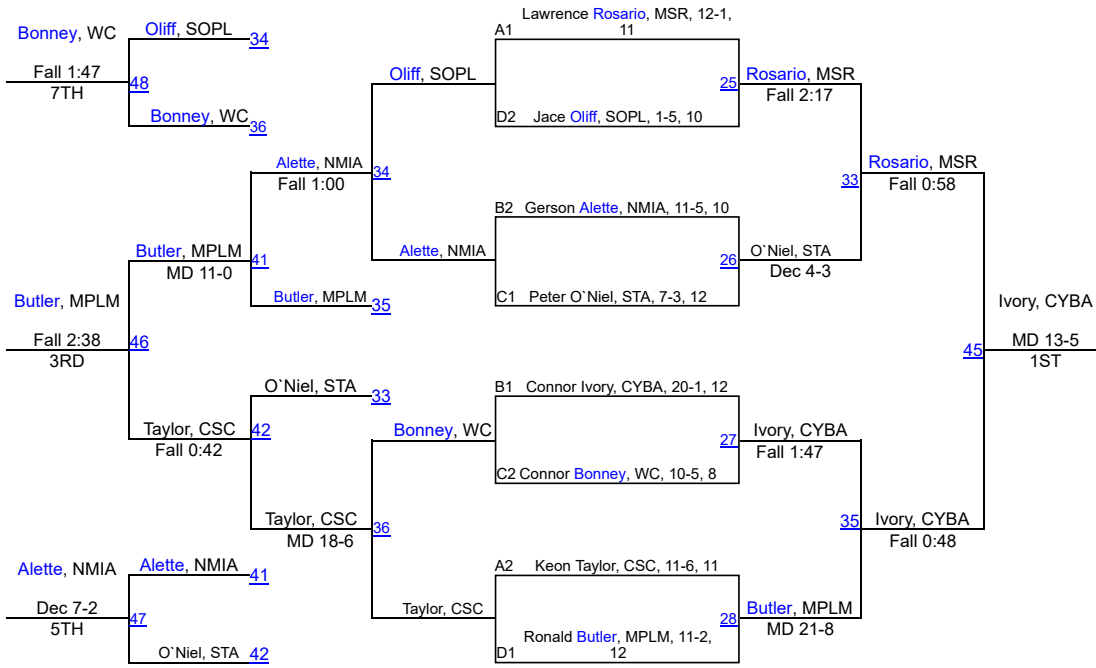 Lawrence Rosario, MSR, 12-1,
Bonney, WC
Oliff, SOPL
34
A1
11
Fall 1:47
48
Oliff, SOPL
25
Rosario, MSR
7TH
Fall 2:17
Bonney, WC
36
D2 Jace Oliff, SOPL, 1-5, 10
Alette, NMIA
34
Rosario, MSR
Fall 1:00
33
Fall 0:58
B2 Gerson Alette, NMIA, 11-5, 10
Butler, MPLM
41
Alette, NMIA
26
O`Niel, STA
MD 11-0
Dec 4-3
Butler, MPLM
Butler, MPLM
35
C1 Peter O`Niel, STA, 7-3, 12
Ivory, CYBA
Fall 2:38
46
45
MD 13-5
3RD
1ST
O`Niel, STA
33
B1 Connor Ivory, CYBA, 20-1, 12
Taylor, CSC
42
Bonney, WC
27
Ivory, CYBA
Fall 0:42
Fall 1:47
C2 Connor Bonney, WC, 10-5, 8
Taylor, CSC
36
35
Ivory, CYBA
MD 18-6
Fall 0:48
Alette, NMIA
Alette, NMIA
41
A2 Keon Taylor, CSC, 11-6, 11
Dec 7-2
47
Taylor, CSC
28
Butler, MPLM
5TH
MD 21-8
Ronald Butler, MPLM, 11-2,
O`Niel, STA
42
D1
12